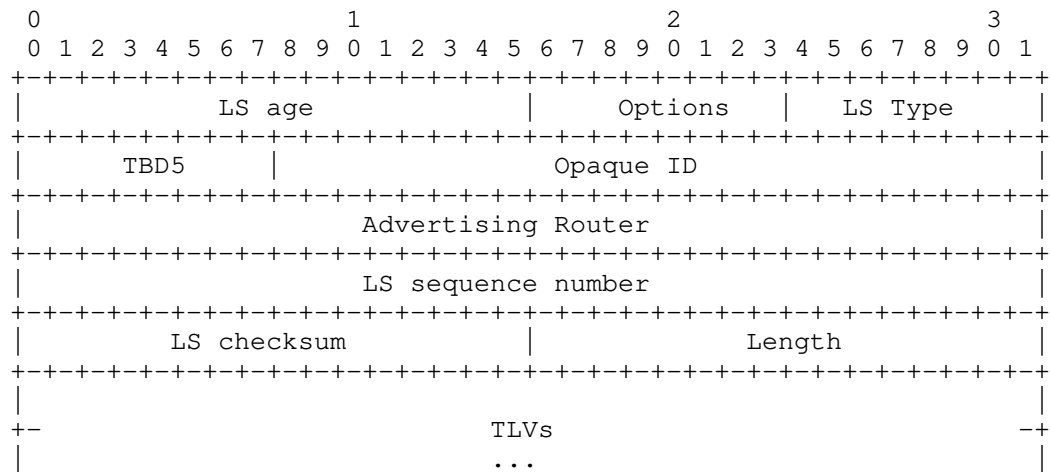 0                   1                   2                   3
 0 1 2 3 4 5 6 7 8 9 0 1 2 3 4 5 6 7 8 9 0 1 2 3 4 5 6 7 8 9 0 1
+-+-+-+-+-+-+-+-+-+-+-+-+-+-+-+-+-+-+-+-+-+-+-+-+-+-+-+-+-+-+-+-+
|            LS age             |     Options   |   LS Type     |
+-+-+-+-+-+-+-+-+-+-+-+-+-+-+-+-+-+-+-+-+-+-+-+-+-+-+-+-+-+-+-+-+
|      TBD5     |                 Opaque ID                     |
+-+-+-+-+-+-+-+-+-+-+-+-+-+-+-+-+-+-+-+-+-+-+-+-+-+-+-+-+-+-+-+-+
|                     Advertising Router                        |
+-+-+-+-+-+-+-+-+-+-+-+-+-+-+-+-+-+-+-+-+-+-+-+-+-+-+-+-+-+-+-+-+
|                     LS sequence number                        |
+-+-+-+-+-+-+-+-+-+-+-+-+-+-+-+-+-+-+-+-+-+-+-+-+-+-+-+-+-+-+-+-+
|         LS checksum           |             Length            |
+-+-+-+-+-+-+-+-+-+-+-+-+-+-+-+-+-+-+-+-+-+-+-+-+-+-+-+-+-+-+-+-+
|                                                               |
+-                            TLVs                             -+
|                             ...                               |